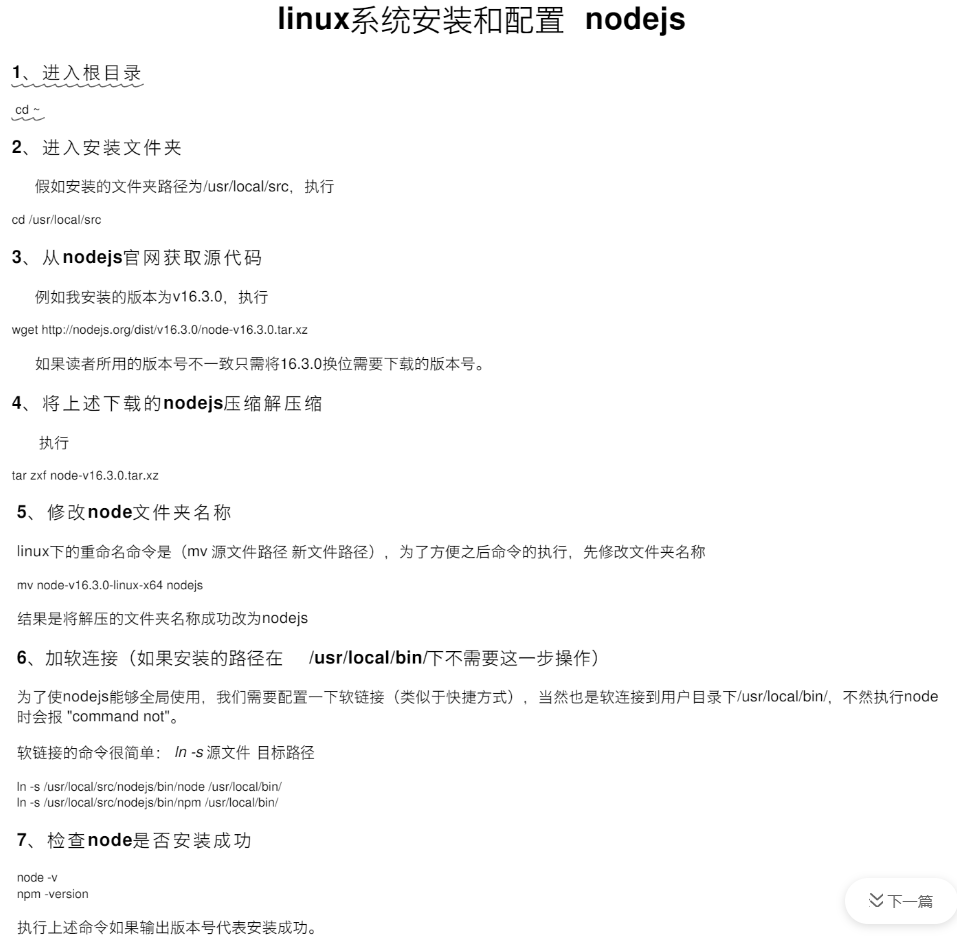 linux系统安装和配置 nodejs
1、进入根目录
cd ~
2、进入安装文件夹
假如安装的文件夹路径为/usr/local/src，执行
cd /usr/local/src
3、从nodejs官网获取源代码
例如我安装的版本为v16.3.0，执行
wget http://nodejs.org/dist/v16.3.0/node-v16.3.0.tar.xz
如果读者所用的版本号不一致只需将16.3.0换位需要下载的版本号。
4、将上述下载的nodejs压缩解压缩
执行
tar zxf node-v16.3.0.tar.xz
5、修改node文件夹名称
linux下的重命名命令是（mv 源文件路径 新文件路径），为了方便之后命令的执行，先修改文件夹名称
mv node-v16.3.0-linux-x64 nodejs
结果是将解压的文件夹名称成功改为nodejs
6、加软连接（如果安装的路径在 /usr/local/bin/下不需要这一步操作）
为了使nodejs能够全局使用，我们需要配置一下软链接（类似于快捷方式），当然也是软连接到用户目录下/usr/local/bin/，不然执行node
时会报 "command not"。
软链接的命令很简单： ln -s 源文件 目标路径
ln -s /usr/local/src/nodejs/bin/node /usr/local/bin/
ln -s /usr/local/src/nodejs/bin/npm /usr/local/bin/
7、检查node是否安装成功
node -v
npm -version
下一篇
执行上述命令如果输出版本号代表安装成功。